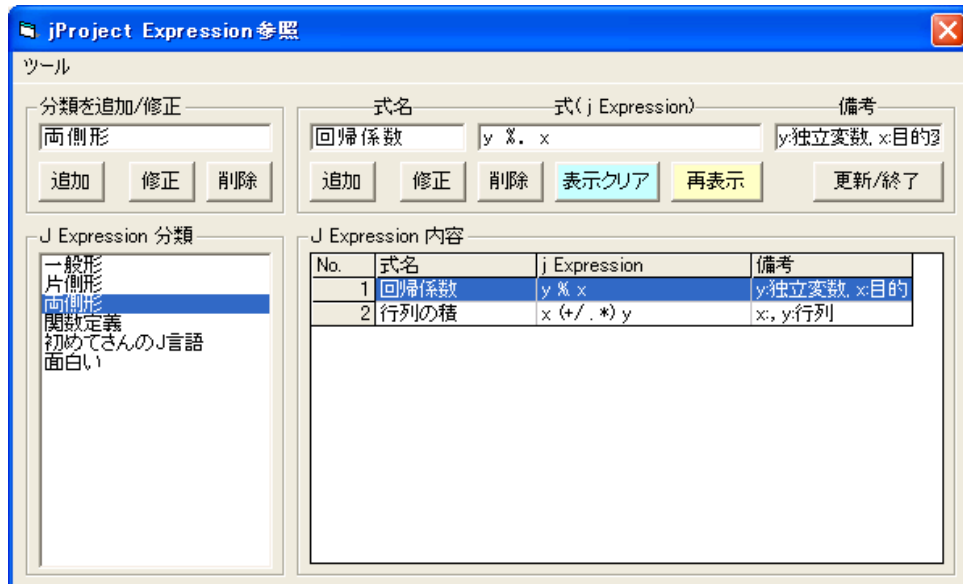 jProject Expression参照
ツール
分類を追加/修正
両側形
追加 修正 削除
式名 式( j Expression) 備考
回帰係数 y %. x y:独立変数, x:目的
追加 修正 削除 表示クリア 再表示 更新/終了
J Expression 分類
一般形
片側形
両側形
関数定義
初めてさんのJ言語
面白い
J Expression 内容
No. 式名 j Expression 備考
1 回帰係数 y % x y:独立変数, x:目的
2 行列の積 x (+/ . *) y x:, y:行列